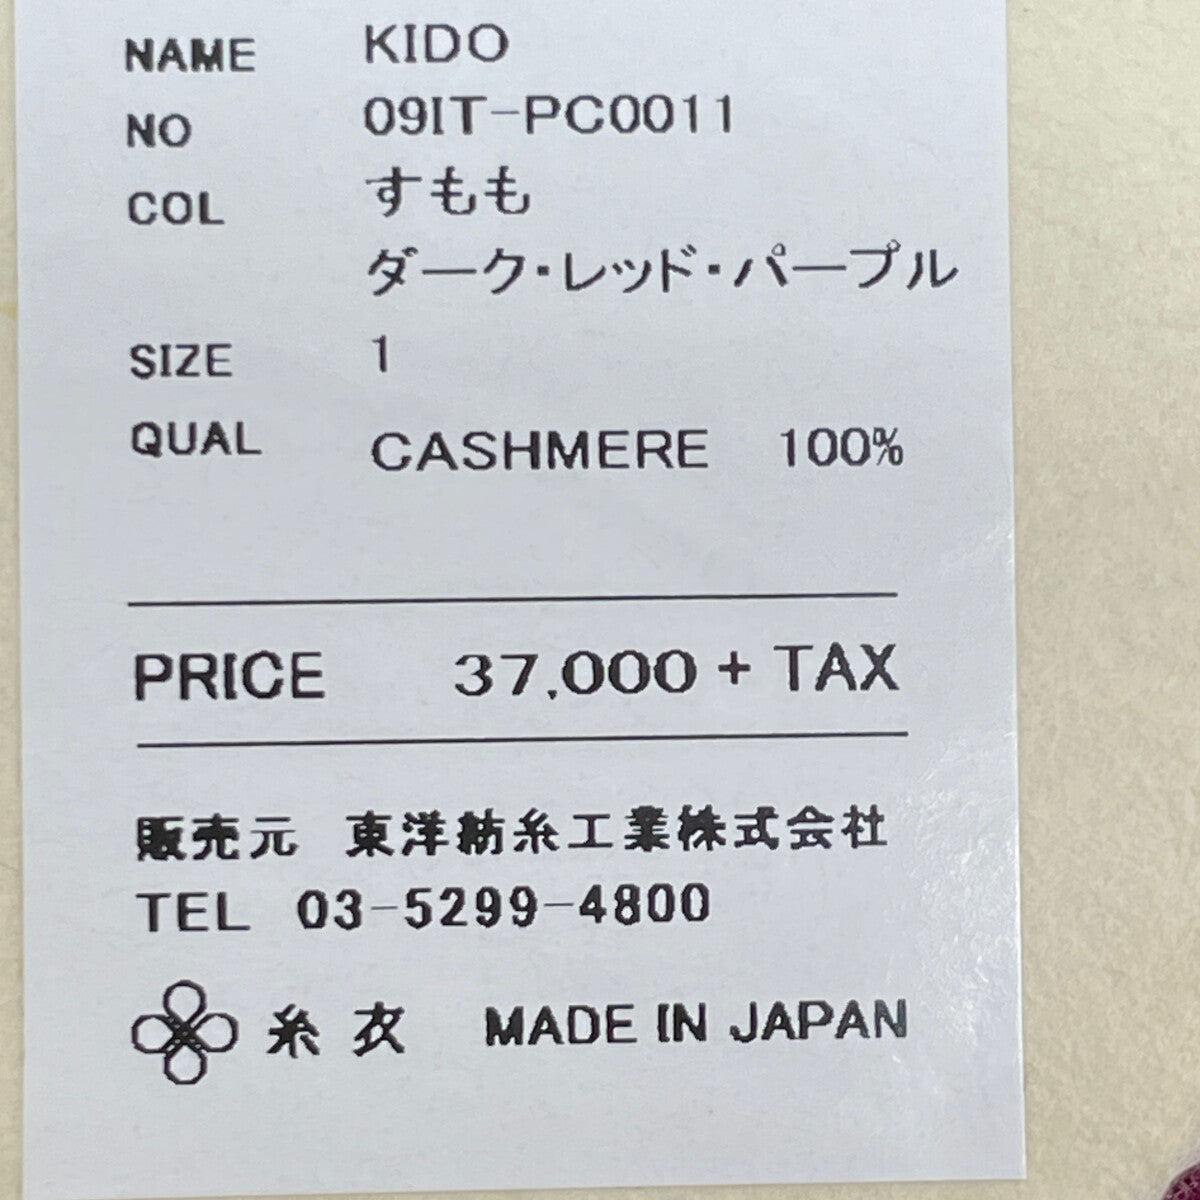 NAME KIDO
NO 09IT-PC0011
COL すもも
ダーク・レッド・パープル
SIZE 1
QUAL CASHMERE 100%
PRICE 37,000 + TAX
販売元 東洋紡糸工業株式会社
TEL 03-5299-4800
糸衣 MADE IN JAPAN